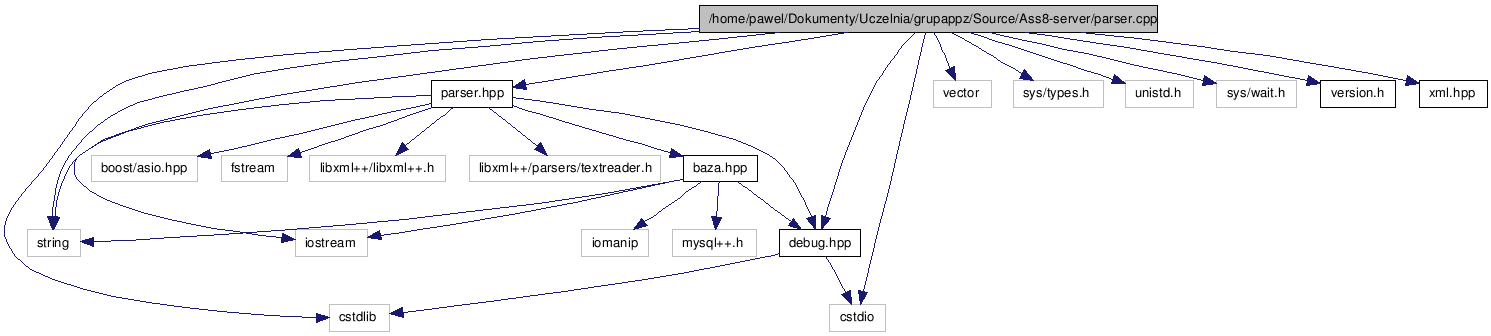 /home/pawel/Dokumenty/Uczelnia/grupappz/Source/Ass8-server/parser.cpp
parser.hpp
vector
sys/types.h
unistd.h
sys/wait.h
version.h
xml.hpp
boost/asio.hpp
fstream
libxml++/libxml++.h
libxml++/parsers/textreader.h
baza.hpp
string
iostream
iomanip
mysql++.h
debug.hpp
cstdlib
cstdio